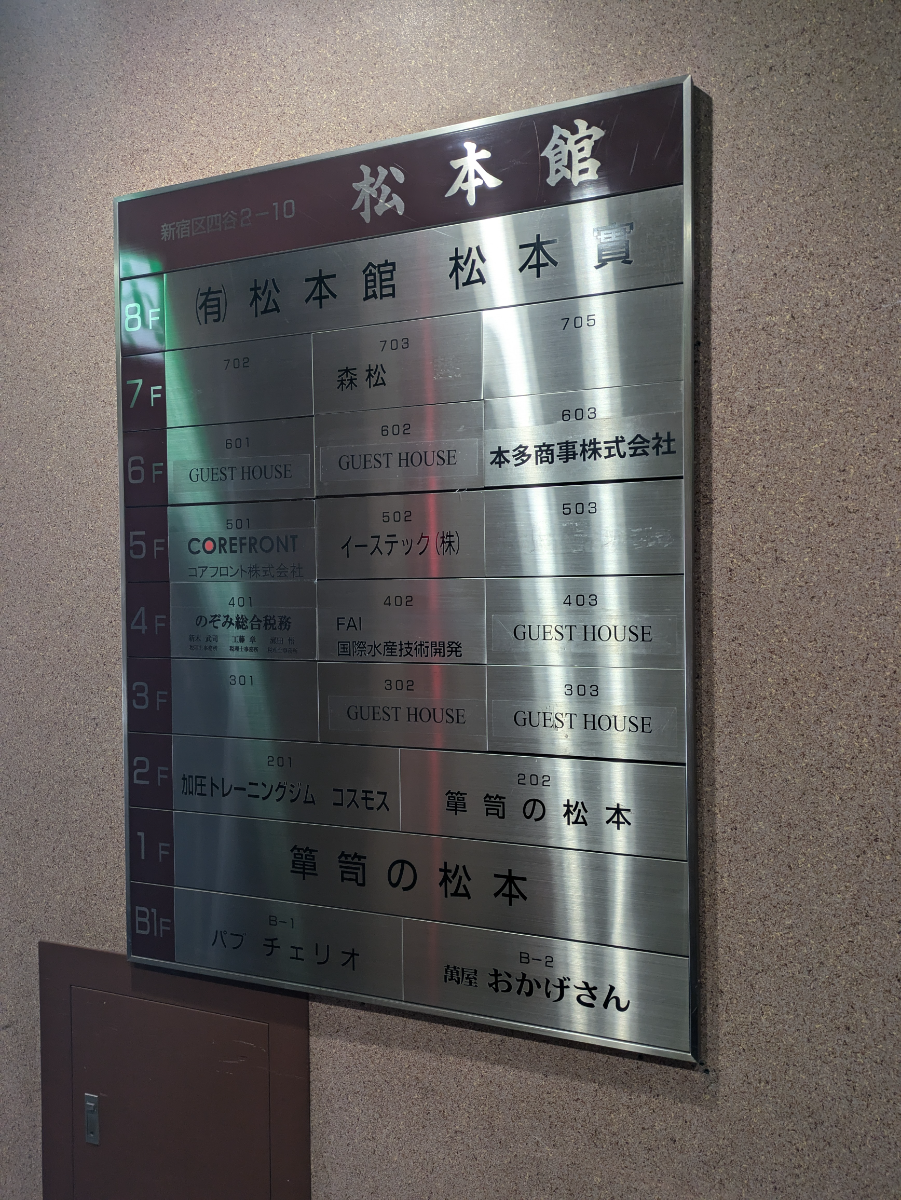 松本館
新宿区四谷2-10
8F
㈲松本館 松本實
7F
702
703
森松
705
6F
601
GUEST HOUSE
602
GUEST HOUSE
603
本多商事株式会社
5F
501
COREFRONT
コアフロント株式会社
502
イーステック㈱
503
4F
401
のぞみ総合税務
402
FAI
国際水産技術開発
403
GUEST HOUSE
3F
301
302
GUEST HOUSE
303
GUEST HOUSE
2F
201
加圧トレーニングジム コスモス
202
箪笥の松本
1F
箪笥の松本
B1F
B-1
パブ チェリオ
B-2
萬屋 おかげさん